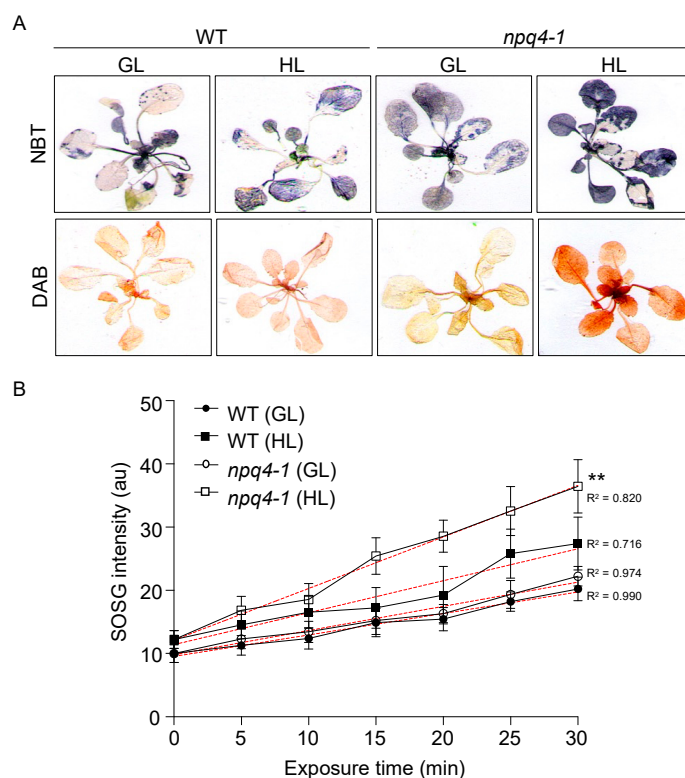 A
WT
npq4-1
GL
HL
GL
HL
NBT
DAB
B
SOSG intensity (au)
50
40
30
20
10
0
WT (GL)
WT (HL)
npq4-1 (GL)
npq4-1 (HL)
**
R² = 0.820
R² = 0.716
R² = 0.974
R² = 0.990
0 5 10 15 20 25 30
Exposure time (min)